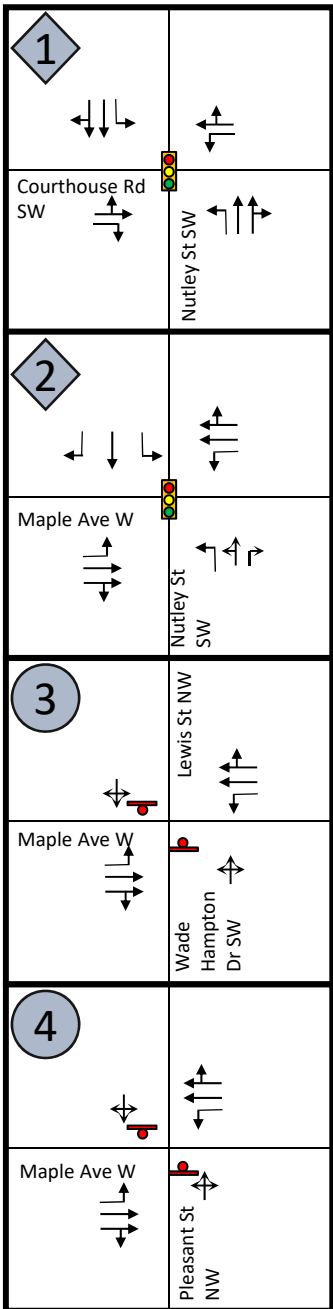 1
Courthouse Rd
SW
Nutley St SW
2
Maple Ave W
Nutley St
SW
3
Lewis St NW
Maple Ave W
Wade
Hampton
Dr SW
4
Maple Ave W
Pleasant St
NW